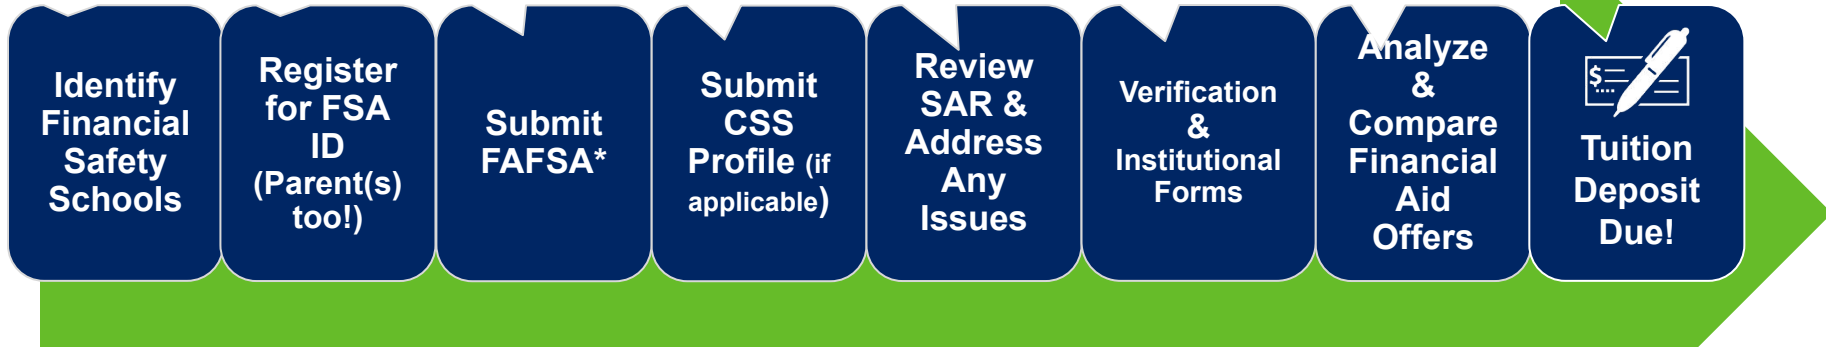 Identify
Financial
Safety
Schools
Register
for FSA
ID
(Parent(s)
too!)
Submit
FAFSA*
Submit
CSS
Profile (if
applicable)
Review
SAR &
Address
Any
Issues
Verification
&
Institutional
Forms
Analyze
&
Compare
Financial
Aid
Offers
$
Tuition
Deposit
Due!